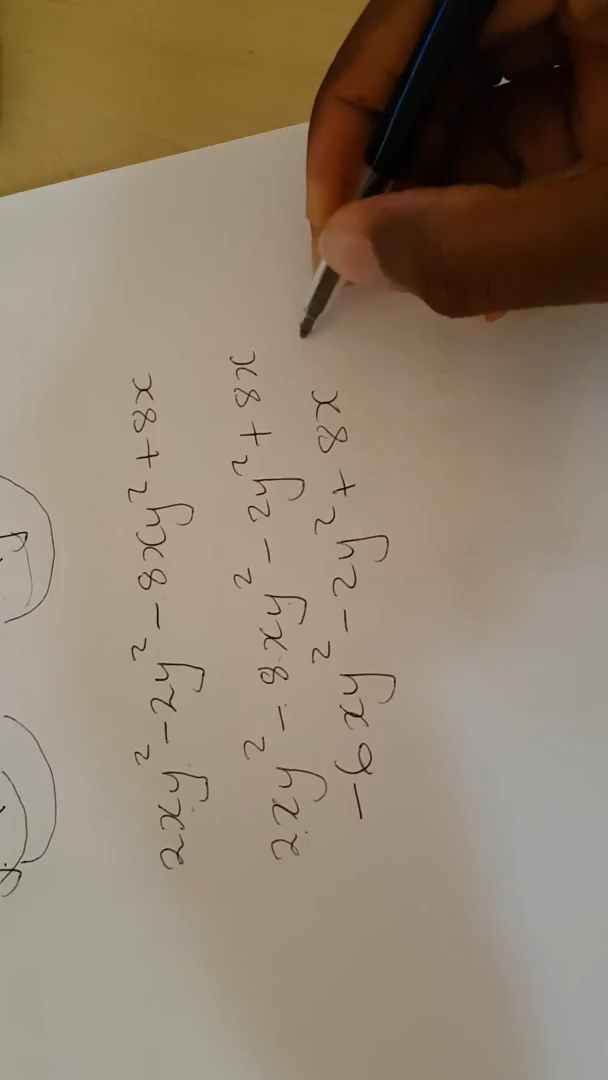 2xy² - 2y² - 8xy² + 8x
2xy² - 8xy² - 2y² + 8x
-6xy² - 2y² + 8x